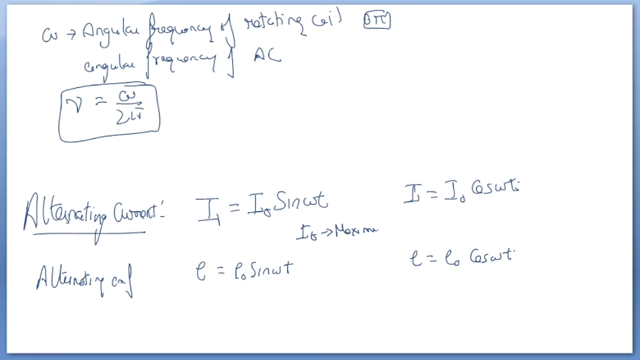 ω → Angular frequency of rotating coil
angular frequency of AC
ν = ω/2π
Alternating Current: I = I₀ Sinωt I = I₀ Cosωt
I₀ → Maximu
Alternating emf e = e₀ Sinωt e = e₀ Cosωt